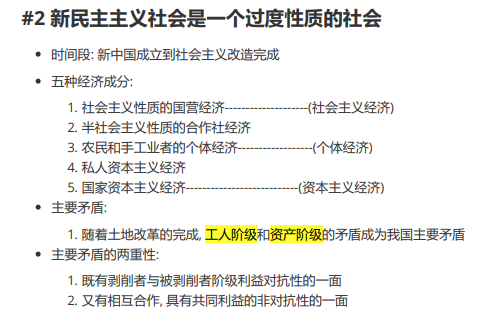 #2 新民主主义社会是一个过度性质的社会
• 时间段: 新中国成立到社会主义改造完成
• 五种经济成分:
1. 社会主义性质的国营经济--------------------(社会主义经济)
2. 半社会主义性质的合作社经济
3. 农民和手工业者的个体经济------------------(个体经济)
4. 私人资本主义经济
5. 国家资本主义经济---------------------------(资本主义经济)
• 主要矛盾:
1. 随着土地改革的完成, 工人阶级和资产阶级的矛盾成为我国主要矛盾
• 主要矛盾的两重性:
1. 既有剥削者与被剥削者阶级利益对抗性的一面
2. 又有相互合作, 具有共同利益的非对抗性的一面